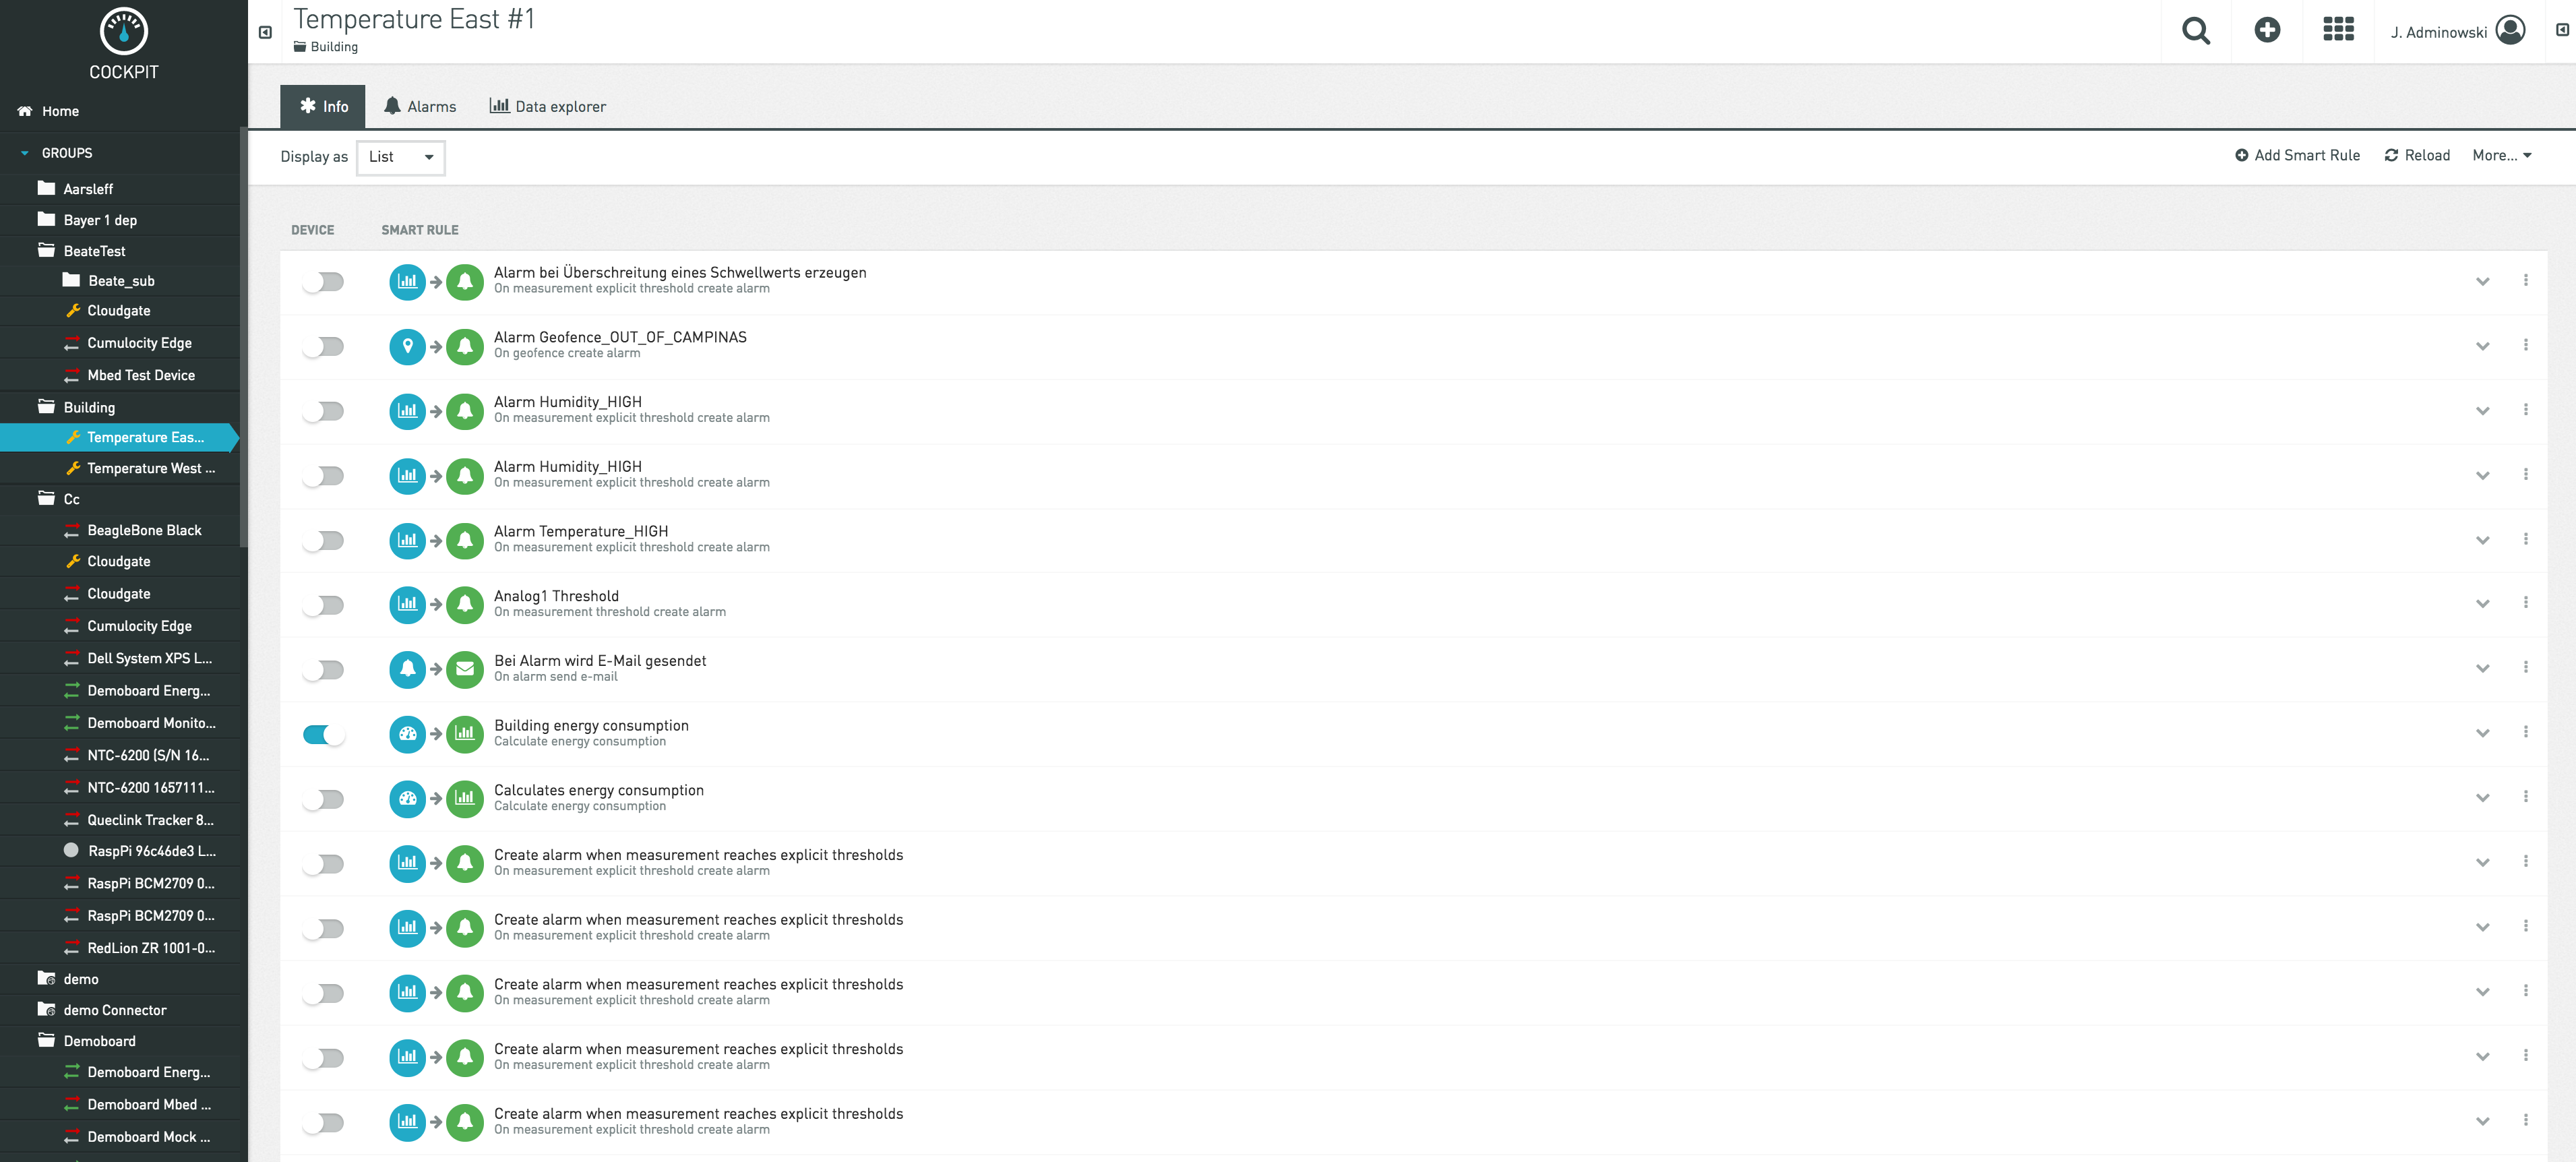 COCKPIT
Home
GROUPS
Aarsleff
Bayer 1 dep
BeateTest
Beate_sub
Cloudgate
Cumulocity Edge
Mbed Test Device
Building
Temperature Eas...
Temperature West ...
Cc
BeagleBone Black
Cloudgate
Cloudgate
Cumulocity Edge
Dell System XPS L...
Demoboard Energ...
Demoboard Monito...
NTC-6200 (S/N 16...
NTC-6200 1657111...
Queclink Tracker 8...
RaspPi 96c46de3 L...
RaspPi BCM2709 0...
RaspPi BCM2709 0...
RedLion ZR 1001-0...
demo
demo Connector
Demoboard
Demoboard Energ...
Demoboard Mbed ...
Demoboard Mock ...
Temperature East #1
Building
J. Adminowski
Info Alarms Data explorer
Display as List
Add Smart Rule Reload More...
DEVICE SMART RULE
Alarm bei Überschreitung eines Schwellwerts erzeugen
On measurement explicit threshold create alarm
Alarm Geofence_OUT_OF_CAMPINAS
On geofence create alarm
Alarm Humidity_HIGH
On measurement explicit threshold create alarm
Alarm Humidity_HIGH
On measurement explicit threshold create alarm
Alarm Temperature_HIGH
On measurement explicit threshold create alarm
Analog1 Threshold
On measurement threshold create alarm
Bei Alarm wird E-Mail gesendet
On alarm send e-mail
Building energy consumption
Calculate energy consumption
Calculates energy consumption
Calculate energy consumption
Create alarm when measurement reaches explicit thresholds
On measurement explicit threshold create alarm
Create alarm when measurement reaches explicit thresholds
On measurement explicit threshold create alarm
Create alarm when measurement reaches explicit thresholds
On measurement explicit threshold create alarm
Create alarm when measurement reaches explicit thresholds
On measurement explicit threshold create alarm
Create alarm when measurement reaches explicit thresholds
On measurement explicit threshold create alarm